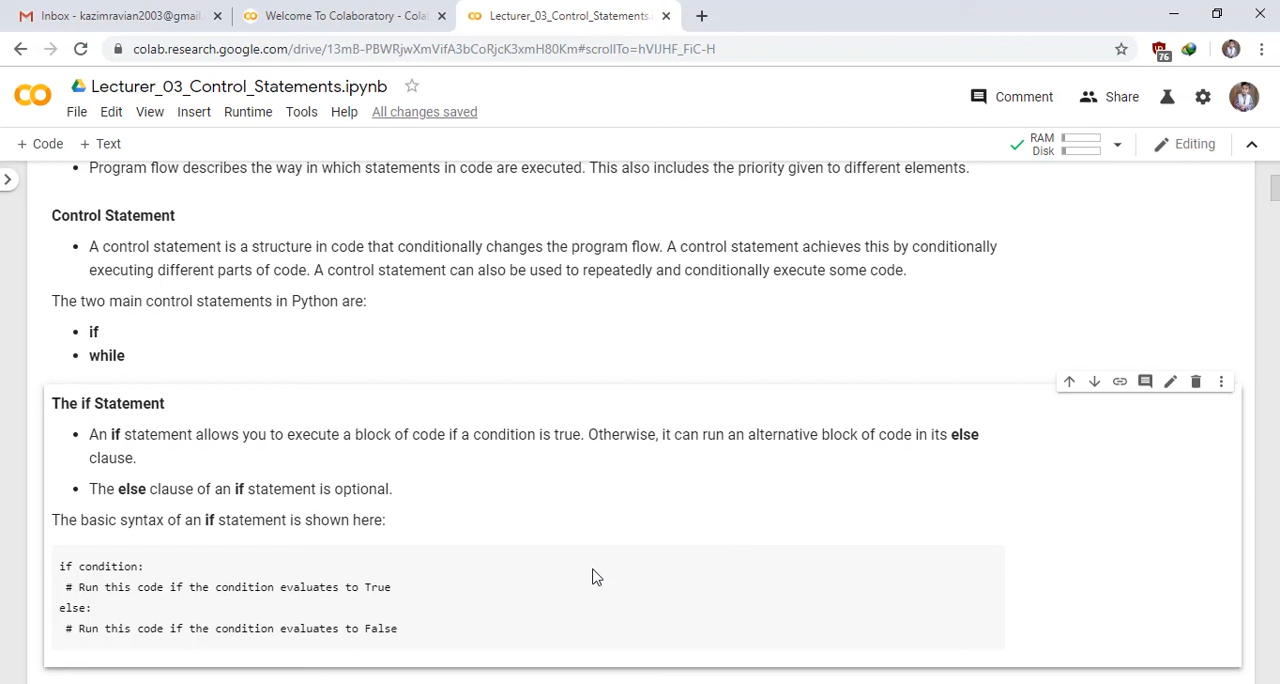 Inbox - kazimravian2003@gmail.
Welcome To Colaboratory - Cola
Lecturer_03_Control_Statements.
colab.research.google.com/drive/13mB-PBWRjwXmVifA3bCoRjcK3xmH80Km#scrollTo=hVIJHF_FiC-H
76
Lecturer_03_Control_Statements.ipynb
Comment Share
File Edit View Insert Runtime Tools Help All changes saved
+ Code + Text
RAM
Disk
Editing
• Program flow describes the way in which statements in code are executed. This also includes the priority given to different elements.
Control Statement
• A control statement is a structure in code that conditionally changes the program flow. A control statement achieves this by conditionally
executing different parts of code. A control statement can also be used to repeatedly and conditionally execute some code.
The two main control statements in Python are:
• if
• while
The if Statement
• An if statement allows you to execute a block of code if a condition is true. Otherwise, it can run an alternative block of code in its else
clause.
• The else clause of an if statement is optional.
The basic syntax of an if statement is shown here:
if condition:
# Run this code if the condition evaluates to True
else:
# Run this code if the condition evaluates to False